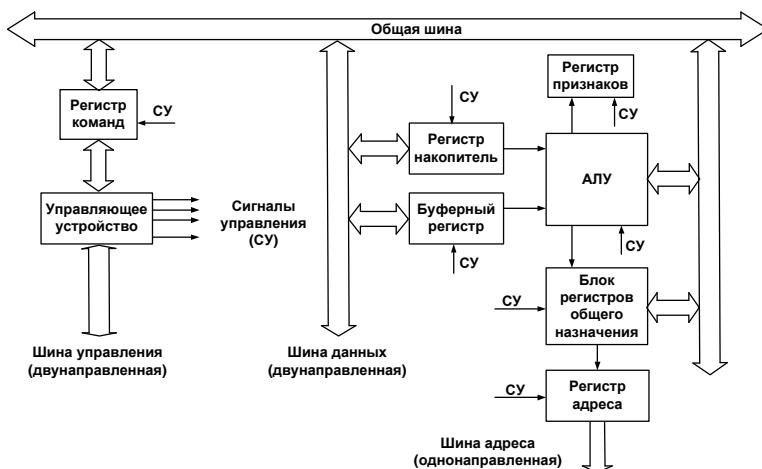 Общая шина
Регистр
признаков
СУ
СУ
Регистр
команд
СУ
Регистр
накопитель
АЛУ
Управляющее
устройство
Сигналы
управления
(СУ)
Буферный
регистр
СУ
СУ
СУ
Блок
регистров
общего
назначения
Шина управления
(двунаправленная)
Шина данных
(двунаправленная)
СУ
Регистр
адреса
Шина адреса
(однонаправленная)